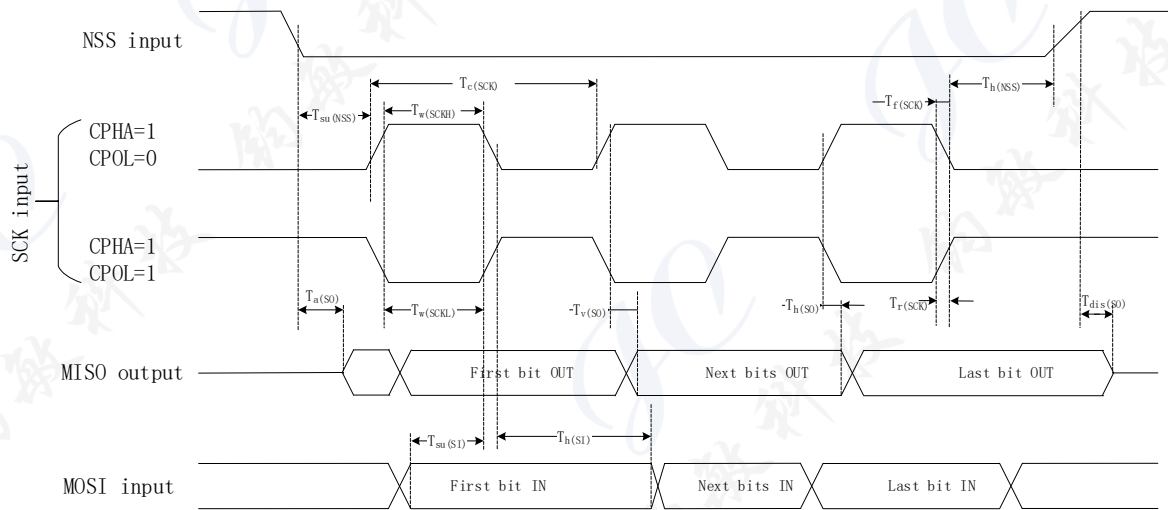 NSS input
Tc(SCK)
Tsu(NSS)
Tw(SCKH)
Tf(SCK)
Th(NSS)
SCK input
CPHA=1
CPOL=0
CPHA=1
CPOL=1
Ta(SO)
Tw(SCKL)
Tv(SO)
Th(SO)
Tr(SCK)
Tdis(SO)
MISO output
First bit OUT
Next bits OUT
Last bit OUT
Tsu(SI)
Th(SI)
MOSI input
First bit IN
Next bits IN
Last bit IN